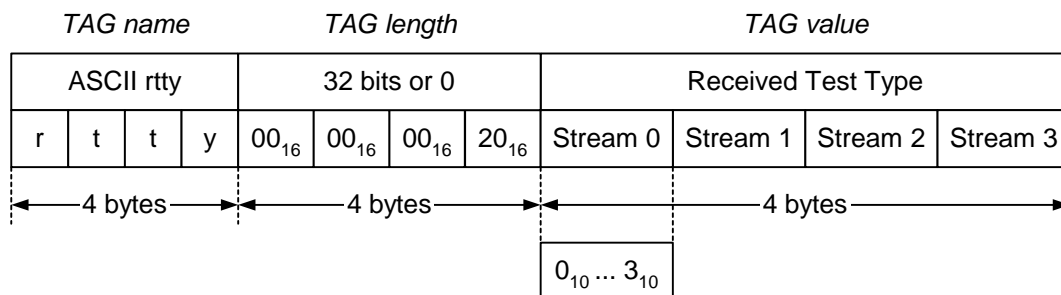 TAG name TAG length TAG value
ASCII rtty 32 bits or 0 Received Test Type
r t t y 00₁₆ 00₁₆ 00₁₆ 20₁₆ Stream 0 Stream 1 Stream 2 Stream 3
4 bytes 4 bytes 4 bytes
0₁₀ ... 3₁₀